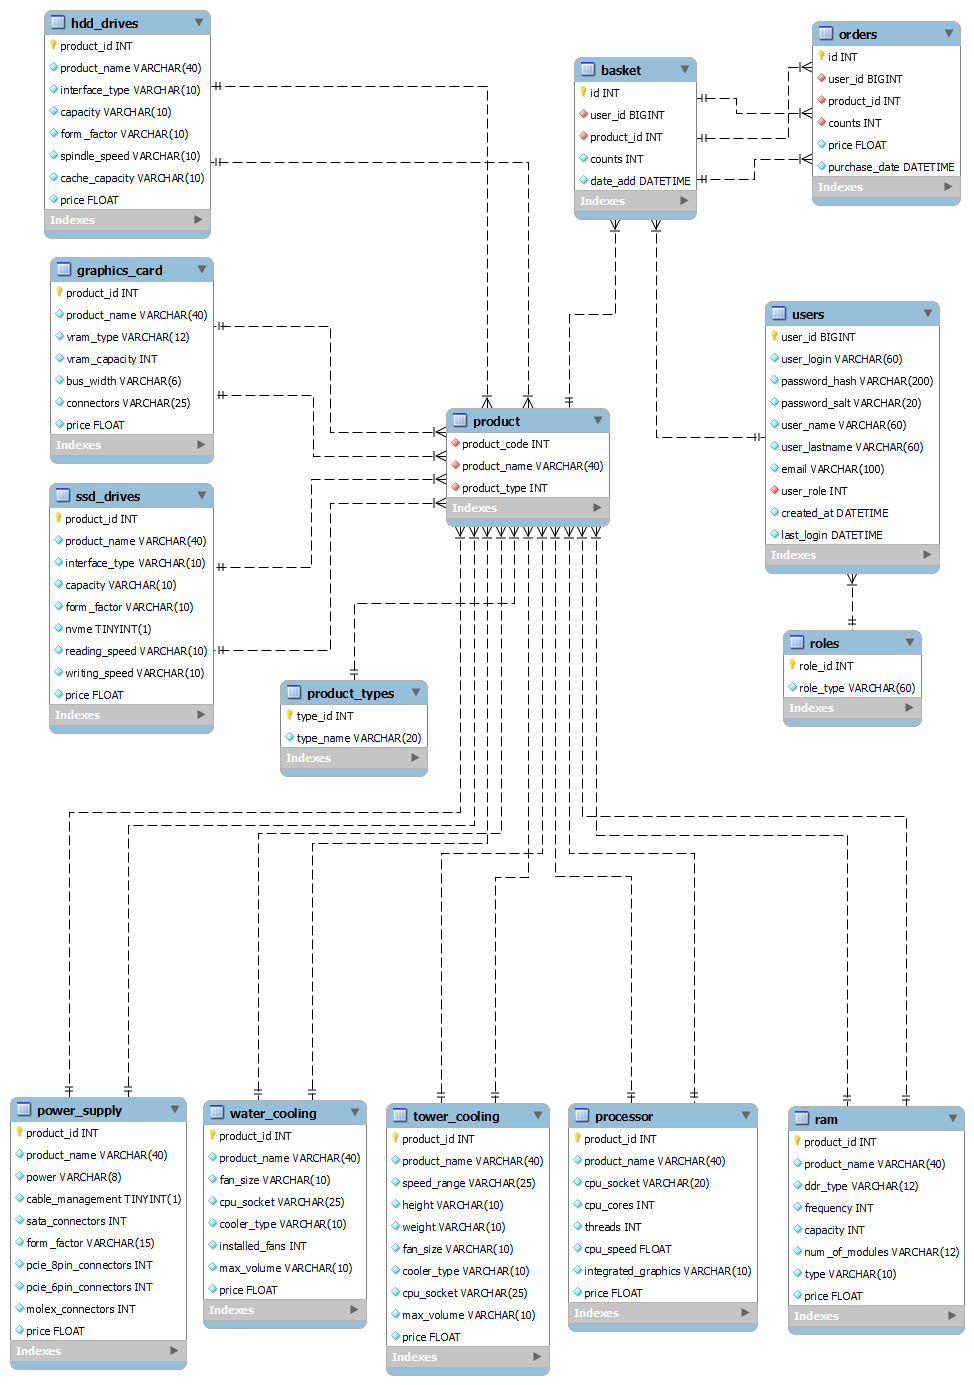 hdd_drives
product_id INT
product_name VARCHAR(40)
interface_type VARCHAR(10)
capacity VARCHAR(10)
form_factor VARCHAR(10)
spindle_speed VARCHAR(10)
cache_capacity VARCHAR(10)
price FLOAT
Indexes
basket
id INT
user_id BIGINT
product_id INT
counts INT
date_add DATETIME
Indexes
orders
id INT
user_id BIGINT
product_id INT
counts INT
price FLOAT
purchase_date DATETIME
Indexes
graphics_card
product_id INT
product_name VARCHAR(40)
vram_type VARCHAR(12)
vram_capacity INT
bus_width VARCHAR(6)
connectors VARCHAR(25)
price FLOAT
Indexes
users
user_id BIGINT
user_login VARCHAR(60)
password_hash VARCHAR(200)
password_salt VARCHAR(20)
user_name VARCHAR(60)
user_lastname VARCHAR(60)
email VARCHAR(100)
user_role INT
created_at DATETIME
last_login DATETIME
Indexes
product
product_code INT
product_name VARCHAR(40)
product_type INT
Indexes
ssd_drives
product_id INT
product_name VARCHAR(40)
interface_type VARCHAR(10)
capacity VARCHAR(10)
form_factor VARCHAR(10)
nvme TINYINT(1)
reading_speed VARCHAR(10)
writing_speed VARCHAR(10)
price FLOAT
Indexes
roles
role_id INT
role_type VARCHAR(60)
Indexes
product_types
type_id INT
type_name VARCHAR(20)
Indexes
power_supply
product_id INT
product_name VARCHAR(40)
power VARCHAR(8)
cable_management TINYINT(1)
sata_connectors INT
form_factor VARCHAR(15)
pcie_8pin_connectors INT
pcie_6pin_connectors INT
molex_connectors INT
price FLOAT
Indexes
water_cooling
product_id INT
product_name VARCHAR(40)
fan_size VARCHAR(10)
cpu_socket VARCHAR(25)
cooler_type VARCHAR(10)
installed_fans INT
max_volume VARCHAR(10)
price FLOAT
Indexes
tower_cooling
product_id INT
product_name VARCHAR(40)
speed_range VARCHAR(25)
height VARCHAR(10)
weight VARCHAR(10)
fan_size VARCHAR(10)
cooler_type VARCHAR(10)
cpu_socket VARCHAR(25)
max_volume VARCHAR(10)
price FLOAT
Indexes
processor
product_id INT
product_name VARCHAR(40)
cpu_socket VARCHAR(20)
cpu_cores INT
threads INT
cpu_speed FLOAT
integrated_graphics VARCHAR(10)
price FLOAT
Indexes
ram
product_id INT
product_name VARCHAR(40)
ddr_type VARCHAR(12)
frequency INT
capacity INT
num_of_modules VARCHAR(12)
type VARCHAR(10)
price FLOAT
Indexes